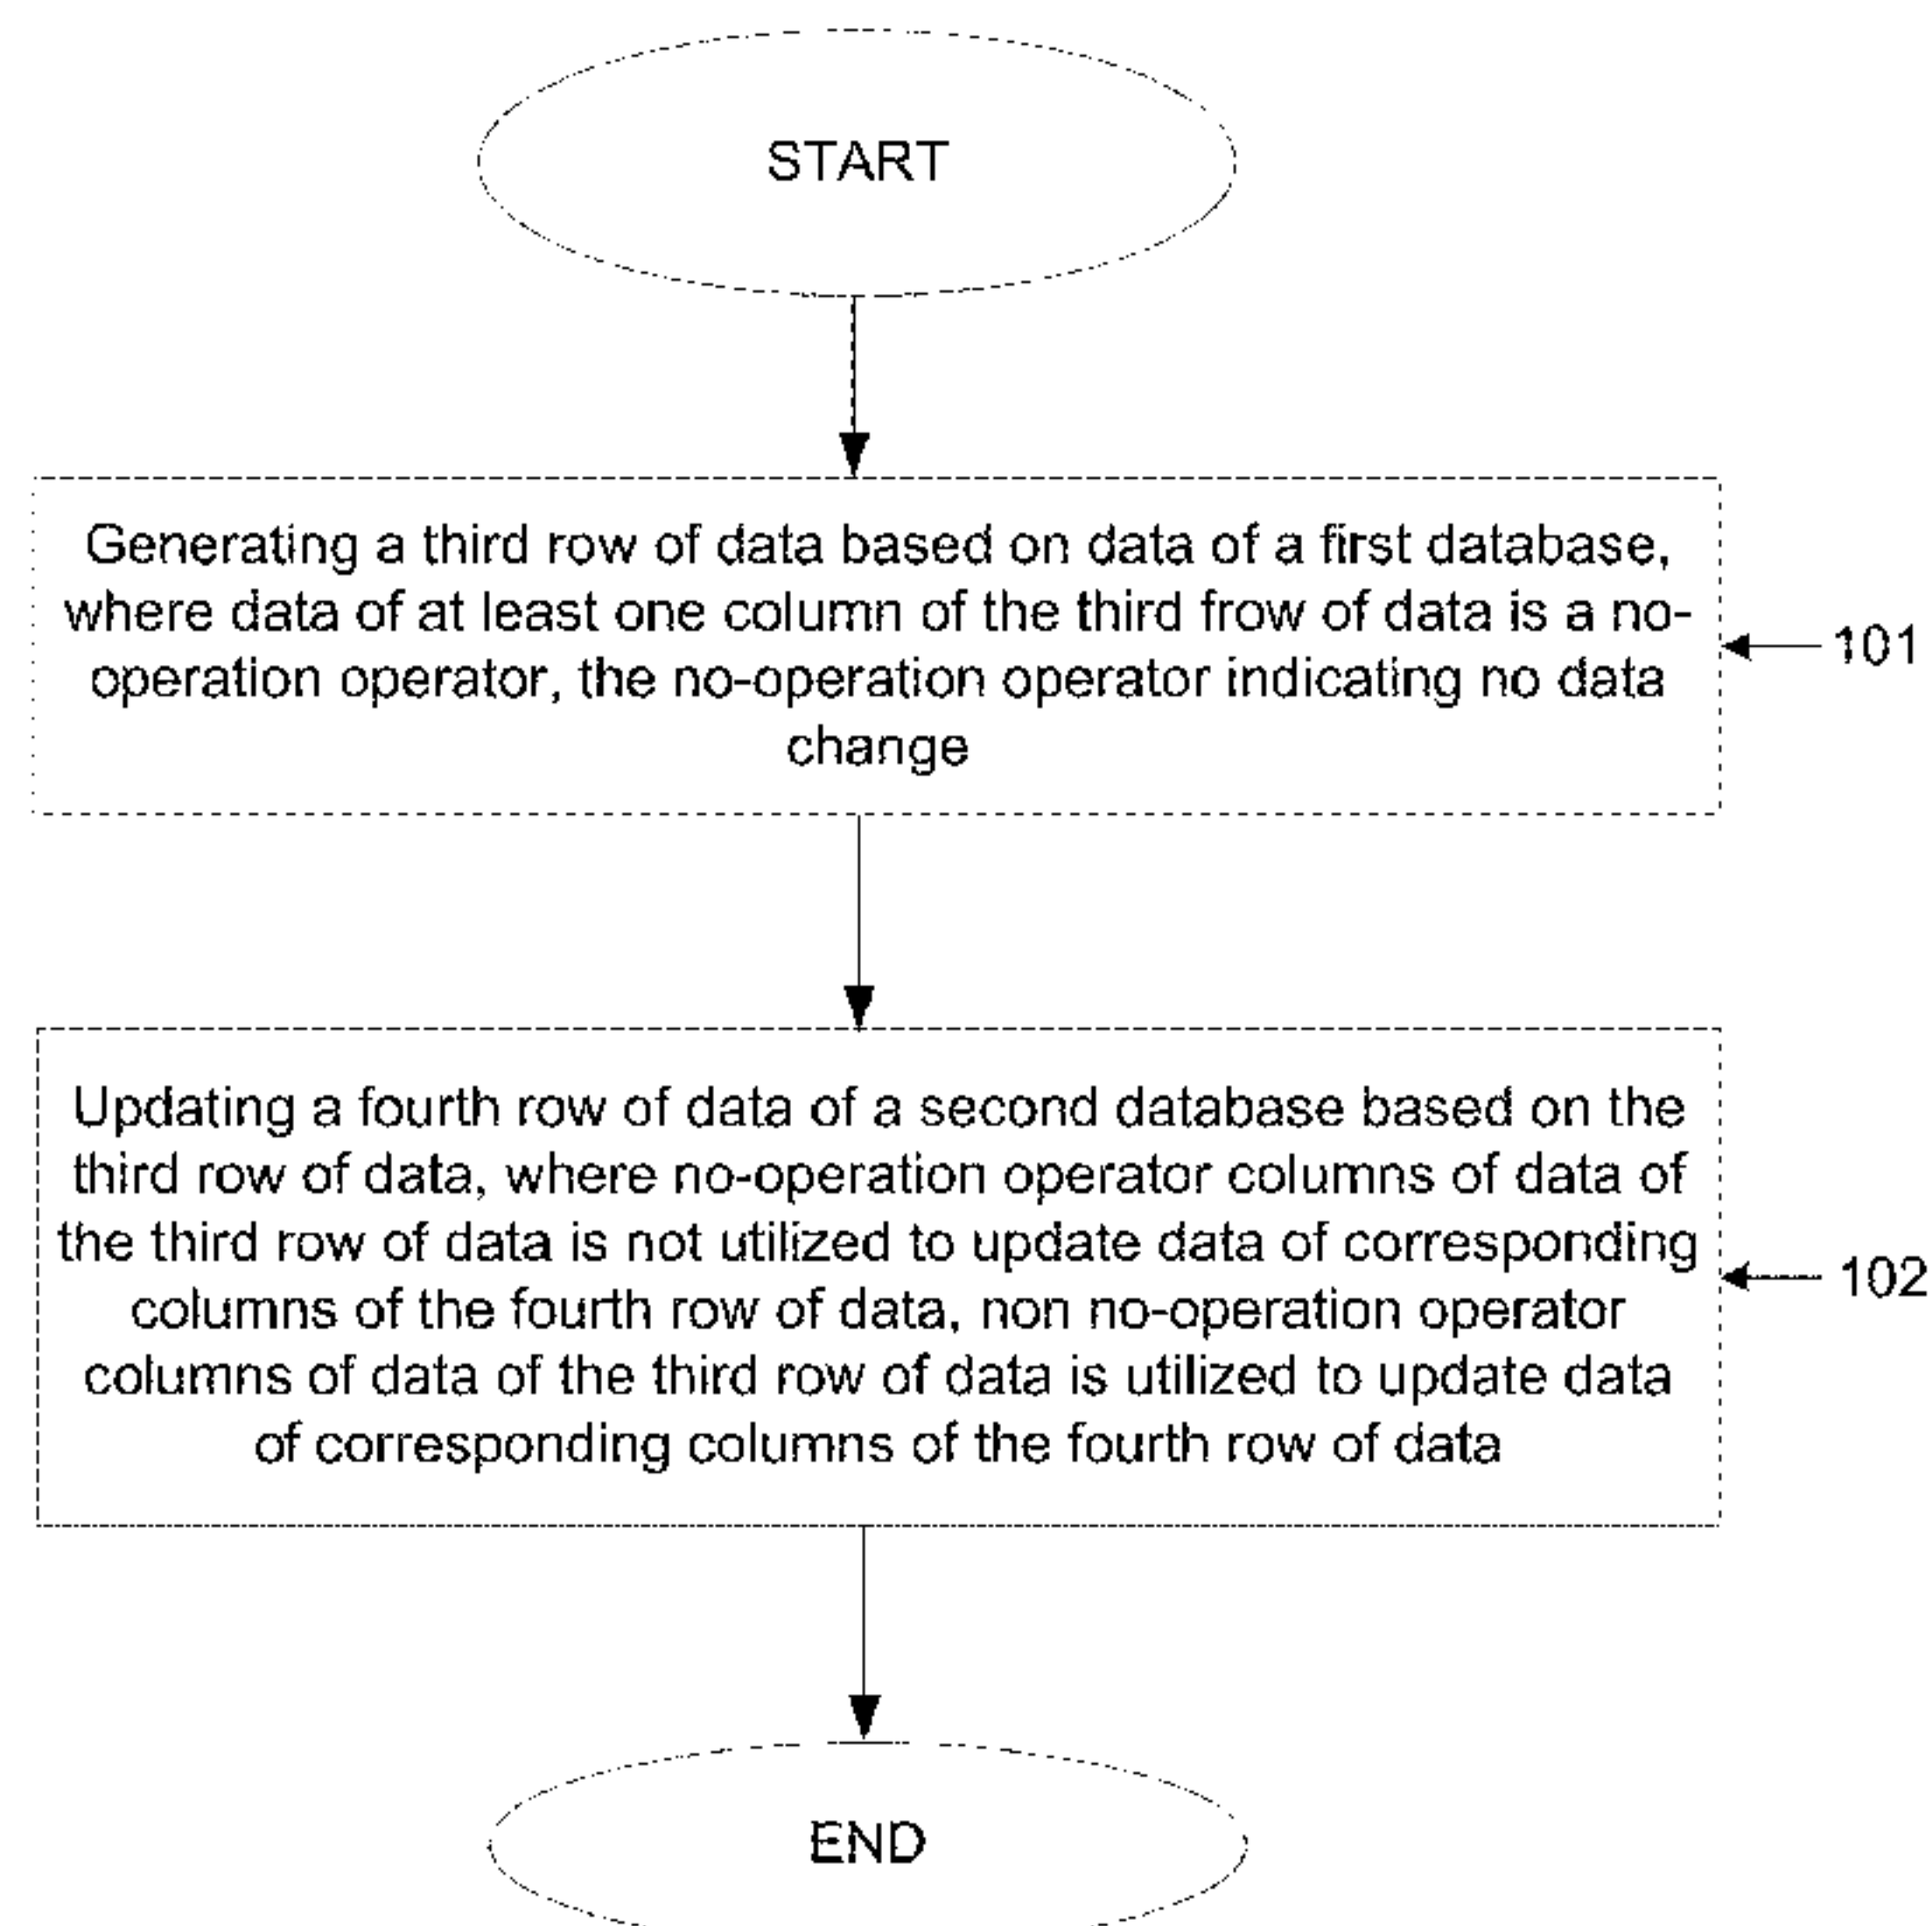 START
Generating a third row of data based on data of a first database,
where data of at least one column of the third frow of data is a no-
operation operator, the no-operation operator indicating no data
change
101
Updating a fourth row of data of a second database based on the
third row of data, where no-operation operator columns of data of
the third row of data is not utilized to update data of corresponding
columns of the fourth row of data, non no-operation operator
columns of data of the third row of data is utilized to update data
of corresponding columns of the fourth row of data
102
END